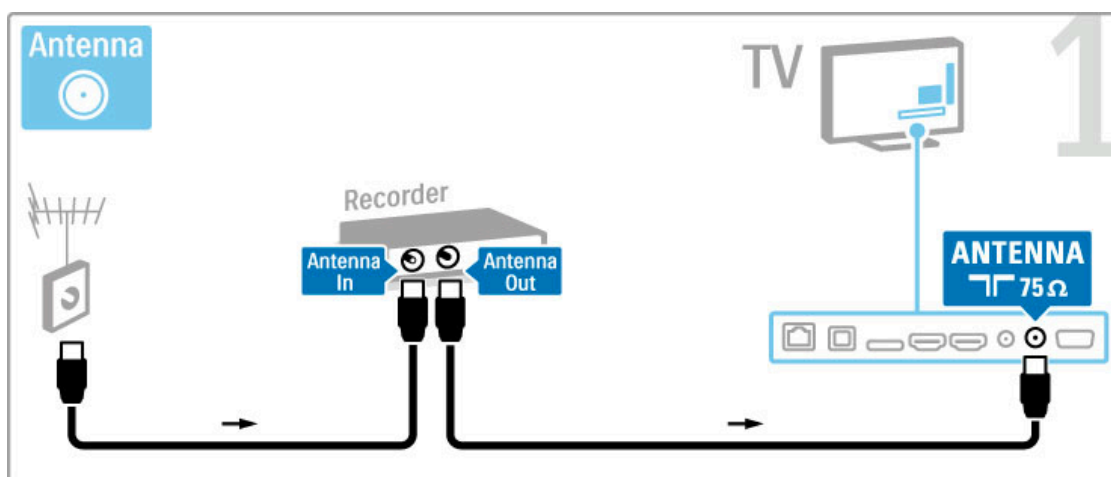 Antenna
TV
1
Recorder
Antenna
In
Antenna
Out
ANTENNA
75 Ω